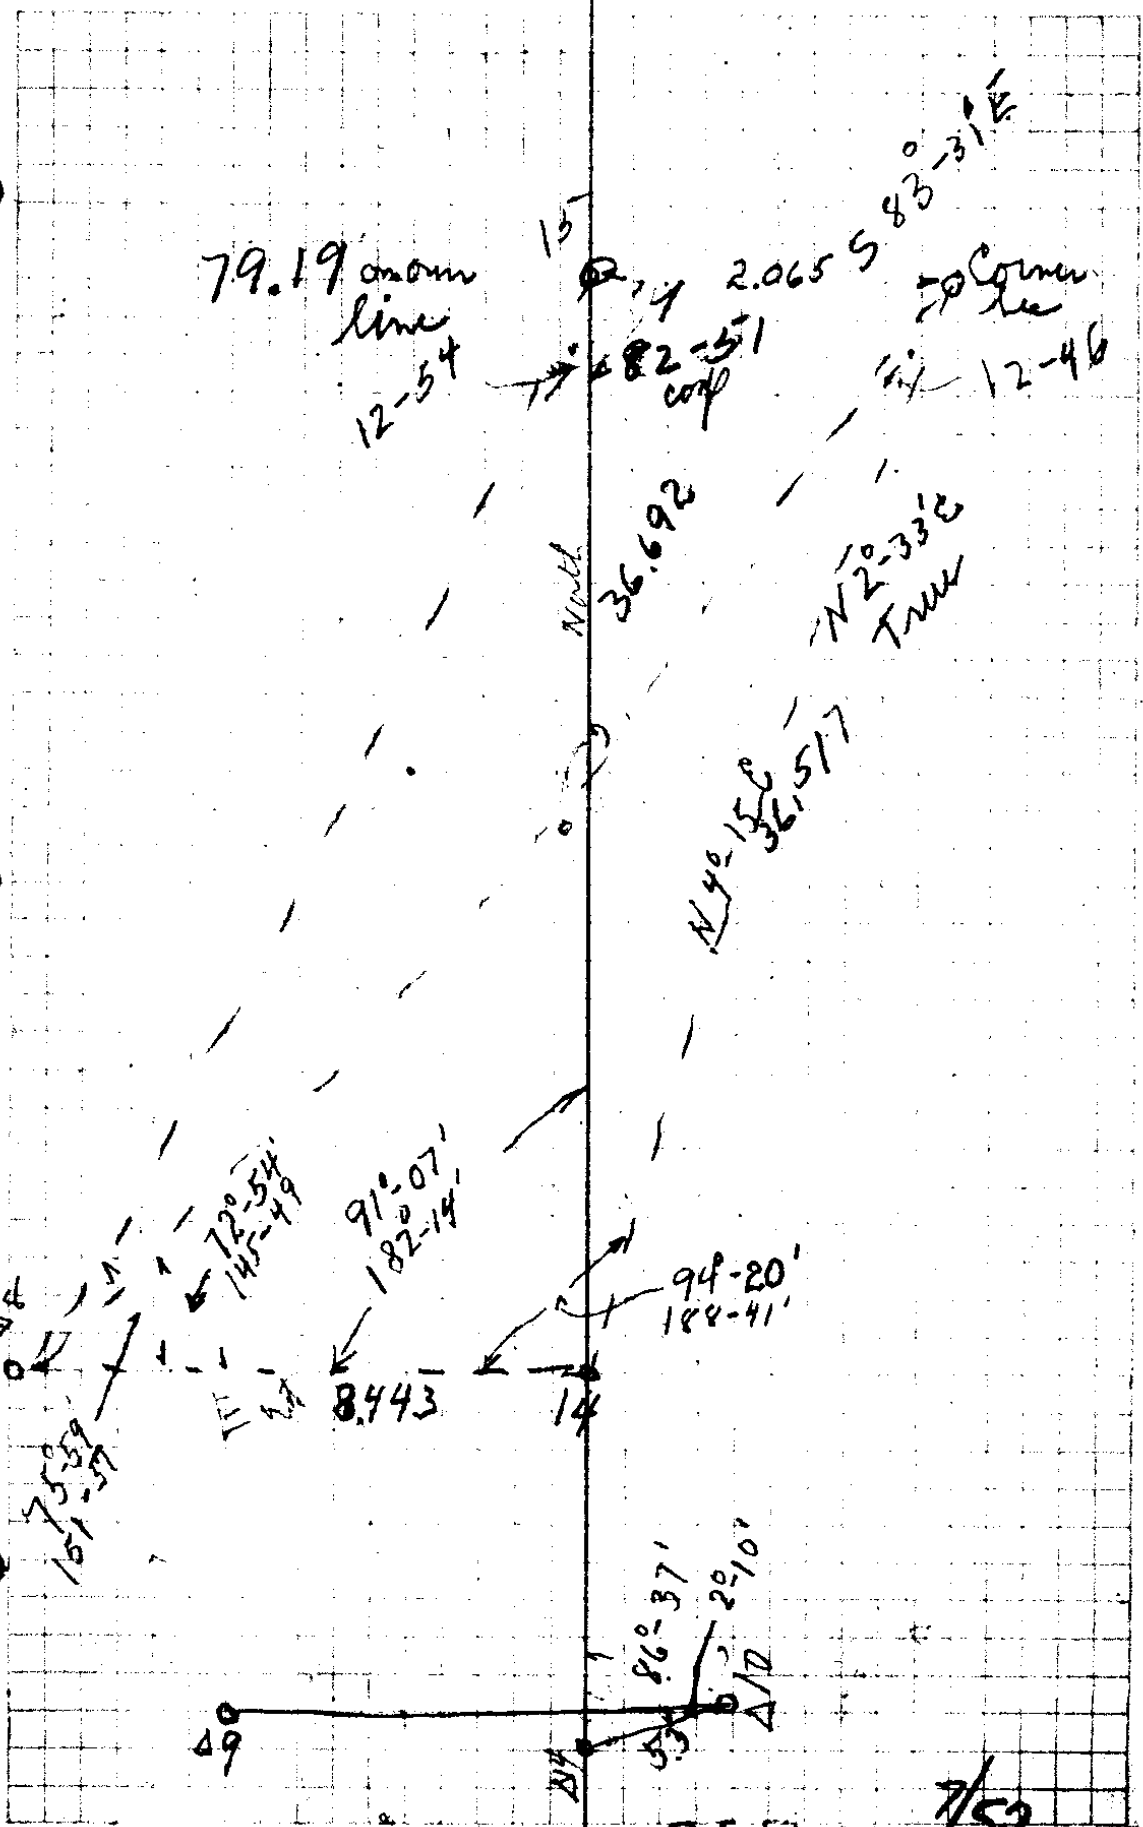 S 83°-31' E
15
79.19 on our
line
2.065
Corner
12-54
82-51
12-46
36.692
North
N 2°-33' E
True
N 4°-15 E
36.517
72°-54'
145-49
91°-07'
182°-14'
94-20'
188-41'
8.443
14
75°-59'
151-57
86°-37'
2°-10'
Δ9
53
Δ10
7/52